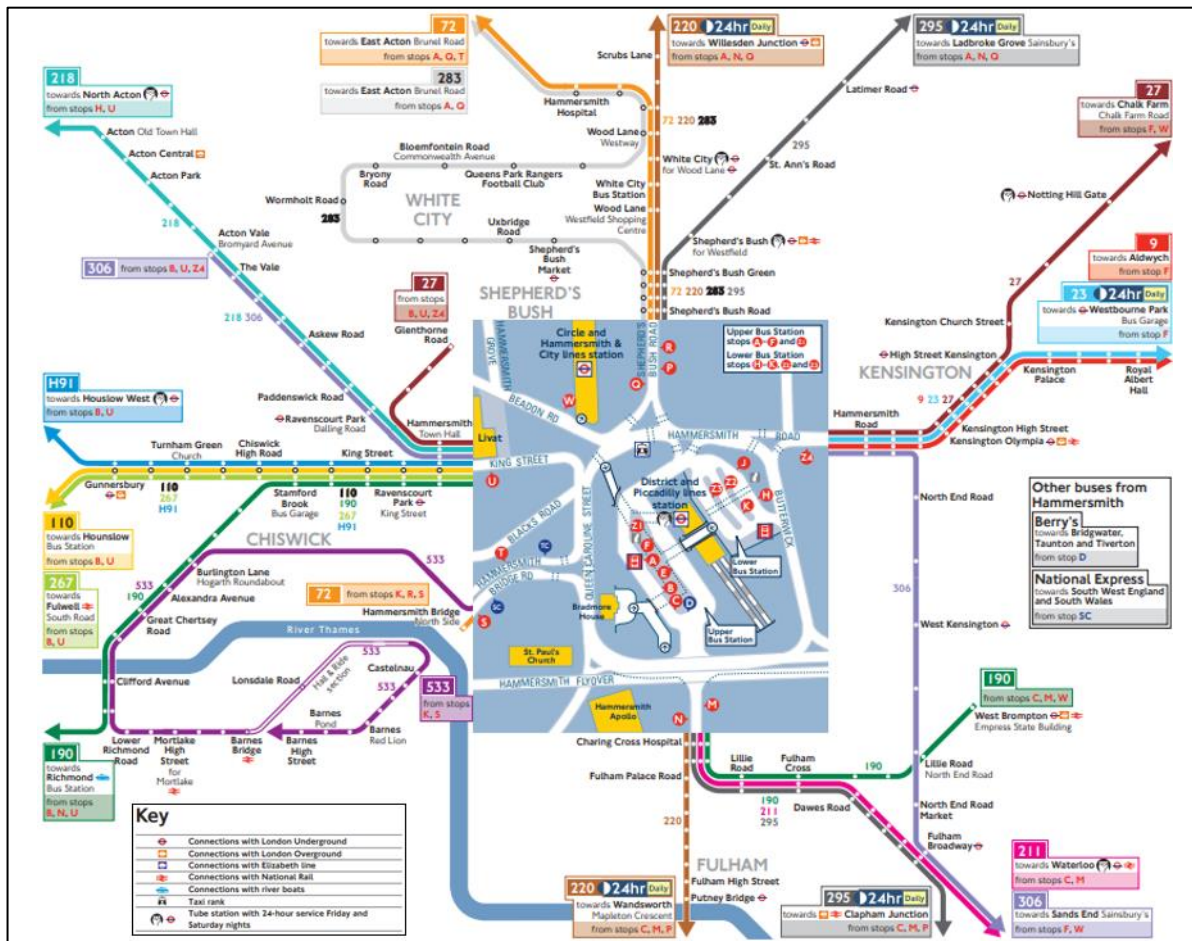 72
towards East Acton Brunel Road
from stops A, Q, T
283
towards East Acton Brunel Road
from stops A, Q
220 24hr Daily
towards Willesden Junction
from stops A, N, Q
295 24hr Daily
towards Ladbroke Grove Sainsbury's
from stops A, N, Q
218
towards North Acton
from stops H, U
27
towards Chalk Farm
Chalk Farm Road
from stops F, W
Scrubs Lane
Hammersmith
Hospital
Latimer Road
72 220 283
295
Wood Lane
Westway
Acton Old Town Hall
Acton Central
Acton Park
218
Bloemfontein Road
Commonwealth Avenue
Bryony
Road
Queens Park Rangers
Football Club
White City
for Wood Lane
St. Ann's Road
White City
Bus Station
Wood Lane
Westfield Shopping
Centre
Notting Hill Gate
Wormholt Road
283
WHITE
CITY
Uxbridge
Road
Shepherd's
Bush
Market
Shepherd's Bush
for Westfield
Acton Vale
Bromyard Avenue
306 from stops B, U, Z4
The Vale
9
towards Aldwych
from stop F
27
from stops
B, U, Z4
Glenthorne
Road
SHEPHERD'S
BUSH
Shepherd's Bush Green
72 220 283 295
Shepherd's Bush Road
27
23 24hr Daily
towards Westbourne Park
Bus Garage
from stop F
218 306
Askew Road
Kensington Church Street
Circle and
Hammersmith &
City lines station
HAMMERSMITH
GROVE
SHEPHERD'S
BUSH ROAD
Upper Bus Station
stops A-F and Z1
Lower Bus Station
stops H-K, Z2 and Z3
R
P
Q
W
High Street Kensington
KENSINGTON
Kensington
Palace
Royal
Albert
Hall
9 23 27
H91
towards Houslow West
from stops B, U
Paddenswick Road
Ravenscourt Park
Dalling Road
Hammersmith
Town Hall
BEADON RD
Livat
HAMMERSMITH ROAD
Hammersmith
Road
Kensington High Street
Kensington Olympia
Turnham Green
Church
Chiswick
High Road
King Street
KING STREET
U
J
Z4
Gunnersbury
110
267
H91
Stamford
Brook
Bus Garage
110
190
267
H91
Ravenscourt
Park
King Street
District and
Piccadilly lines
station
Z3
Z2
H
K
BUTTERWICK
North End Road
Other buses from
Hammersmith
Berry's
towards Bridgwater,
Taunton and Tiverton
from stop D
National Express
towards South West England
and South Wales
from stop SC
110
towards Hounslow
Bus Station
from stops B, U
CHISWICK
BLACKS ROAD
QUEEN CAROLINE STREET
T
TC
HAMMERSMITH
BRIDGE RD
Z1
F
A
E
B
C
D
Lower
Bus Station
267
towards
Fulwell
South Road
from stops
B, U
533
190
Burlington Lane
Hogarth Roundabout
Alexandra Avenue
Great Chertsey
Road
533
72 from stops K, R, S
Hammersmith Bridge
North Side
SC
S
Bradmore
House
Upper
Bus Station
306
West Kensington
River Thames
St. Paul's
Church
HAMMERSMITH FLYOVER
Clifford Avenue
Lonsdale Road
533
Hail & Ride
section
Castelnau
533
533
from stops
K, S
Barnes
Pond
Barnes
Red Lion
Hammersmith
Apollo
N
M
190
from stops C, M, W
West Brompton
Empress State Building
190
towards
Richmond
Bus Station
from stops
B, N, U
Lower
Richmond
Road
Mortlake
High
Street
for
Mortlake
Barnes
Bridge
Barnes
High
Street
Charing Cross Hospital
Fulham Palace Road
Lillie
Road
Fulham
Cross
190
Lillie Road
North End Road
Dawes Road
190
211
295
North End Road
Market
220
Fulham
Broadway
Key
Connections with London Underground
Connections with London Overground
Connections with Elizabeth line
Connections with National Rail
Connections with river boats
Taxi rank
Tube station with 24-hour service Friday and
Saturday nights
FULHAM
Fulham High Street
Putney Bridge
211
towards Waterloo
from stops C, M
220 24hr Daily
towards Wandsworth
Mapleton Crescent
from stops C, M, P
295 24hr Daily
towards Clapham Junction
from stops C, M, P
306
towards Sands End Sainsbury's
from stops F, W